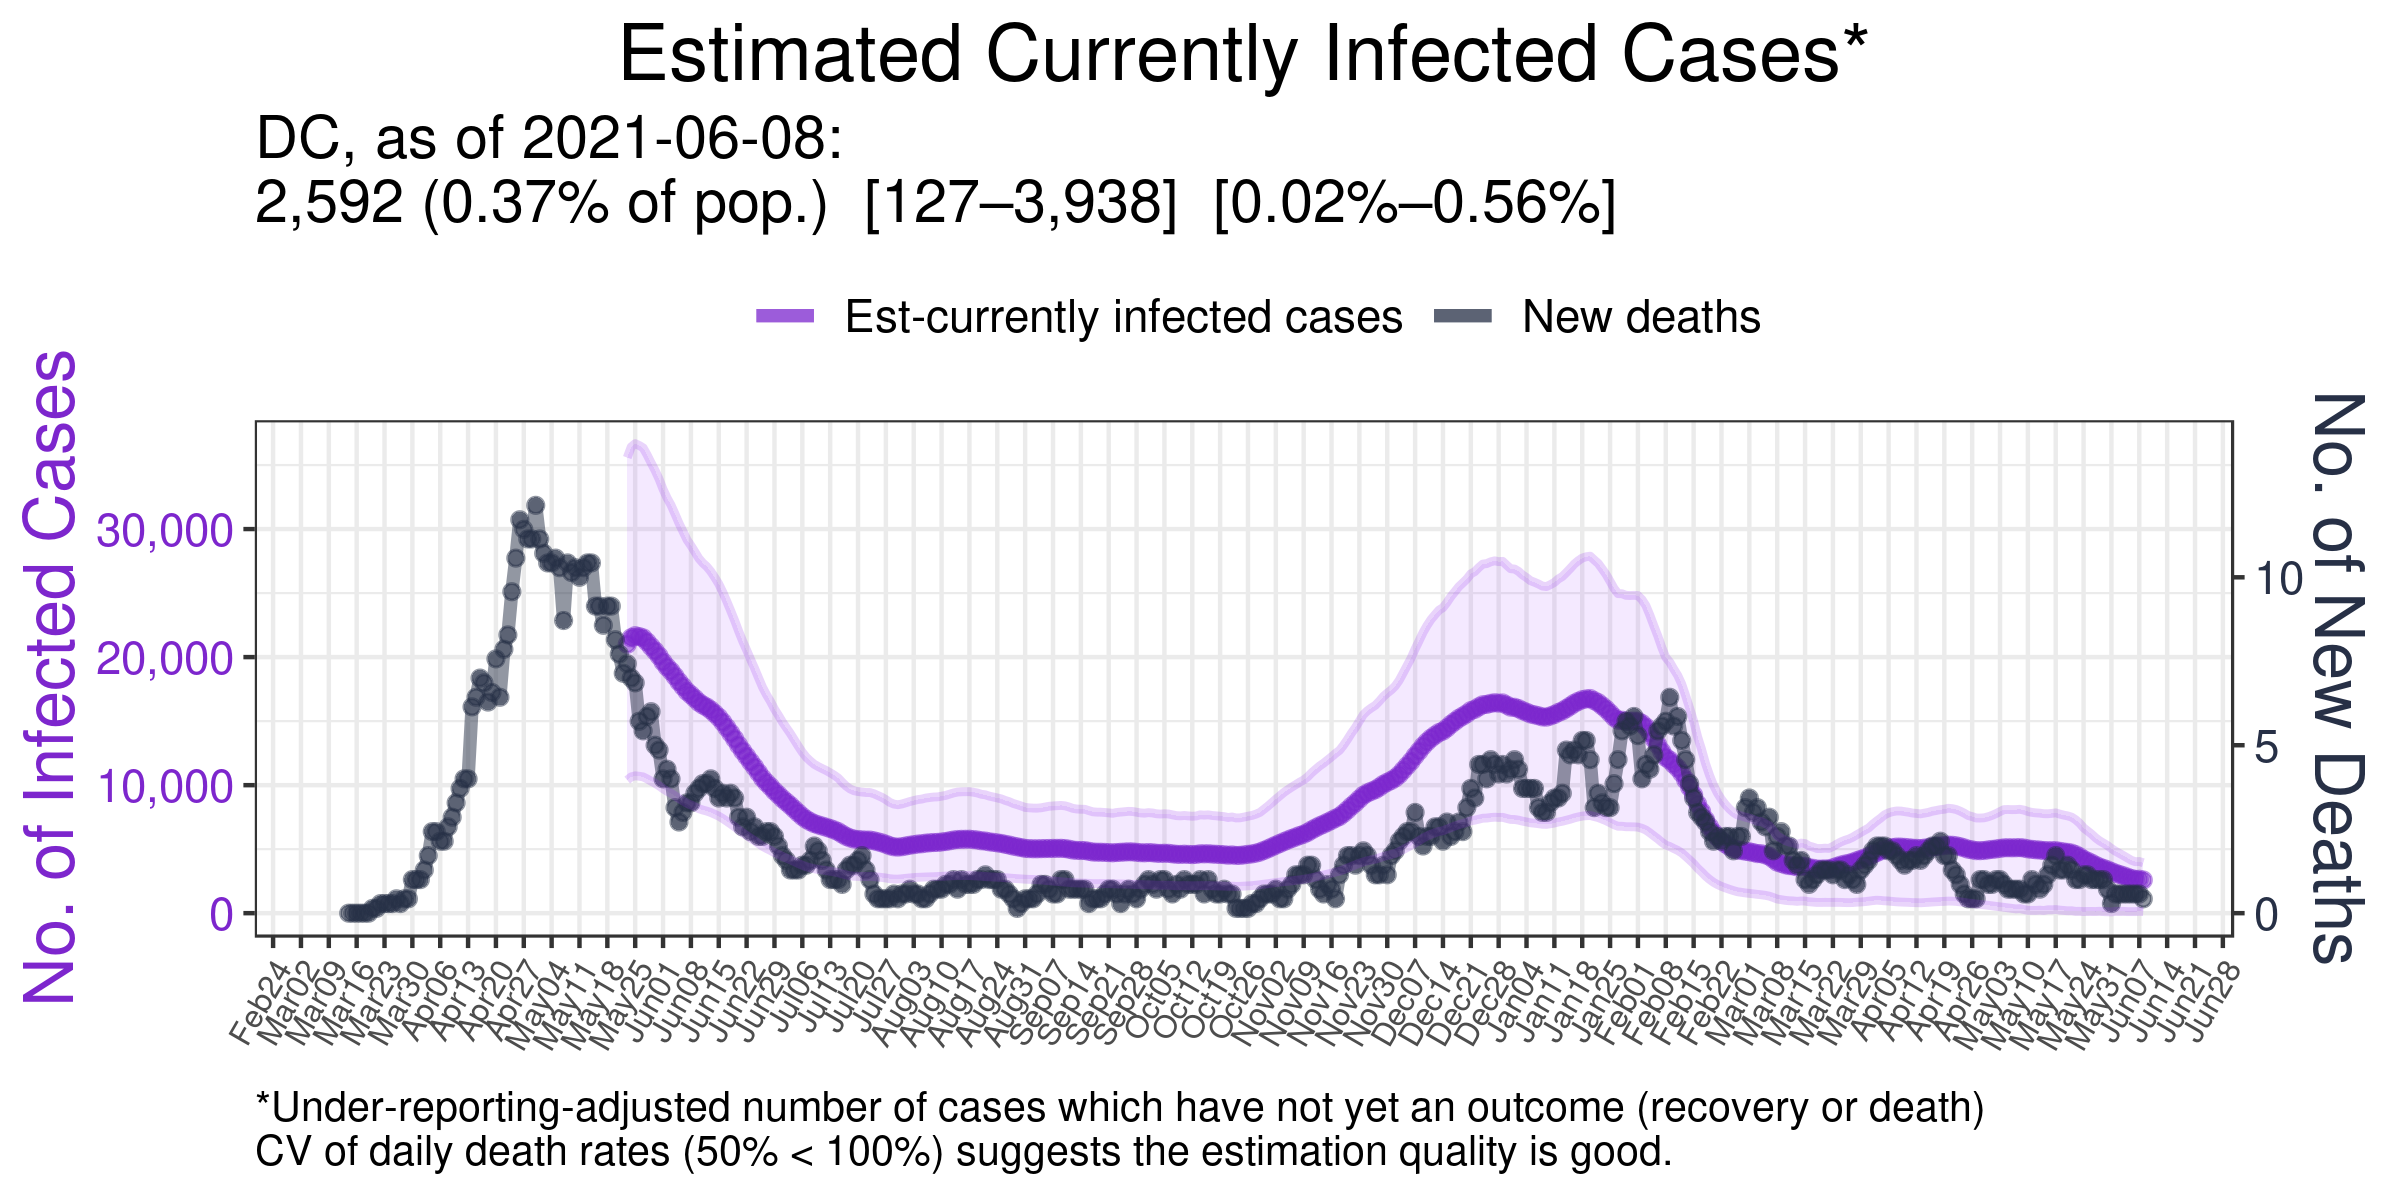 Estimated Currently Infected Cases*
DC, as of 2021-06-08:
2,592 (0.37% of pop.) [127–3,938] [0.02%–0.56%]
Est-currently infected cases
New deaths
No. of Infected Cases
30,000
20,000
10,000
0
10
5
0
No. of New Deaths
Feb24
Mar02
Mar09
Mar16
Mar23
Mar30
Apr06
Apr13
Apr20
Apr27
May04
May11
May18
May25
Jun01
Jun08
Jun15
Jun22
Jun29
Jul06
Jul13
Jul20
Jul27
Aug03
Aug10
Aug17
Aug24
Aug31
Sep07
Sep14
Sep21
Sep28
Oct05
Oct12
Oct19
Oct26
Nov02
Nov09
Nov16
Nov23
Nov30
Dec07
Dec14
Dec21
Dec28
Jan04
Jan11
Jan18
Jan25
Feb01
Feb08
Feb15
Feb22
Mar01
Mar08
Mar15
Mar22
Mar29
Apr05
Apr12
Apr19
Apr26
May03
May10
May17
May24
May31
Jun07
Jun14
Jun21
Jun28
*Under-reporting-adjusted number of cases which have not yet an outcome (recovery or death)
CV of daily death rates (50% < 100%) suggests the estimation quality is good.